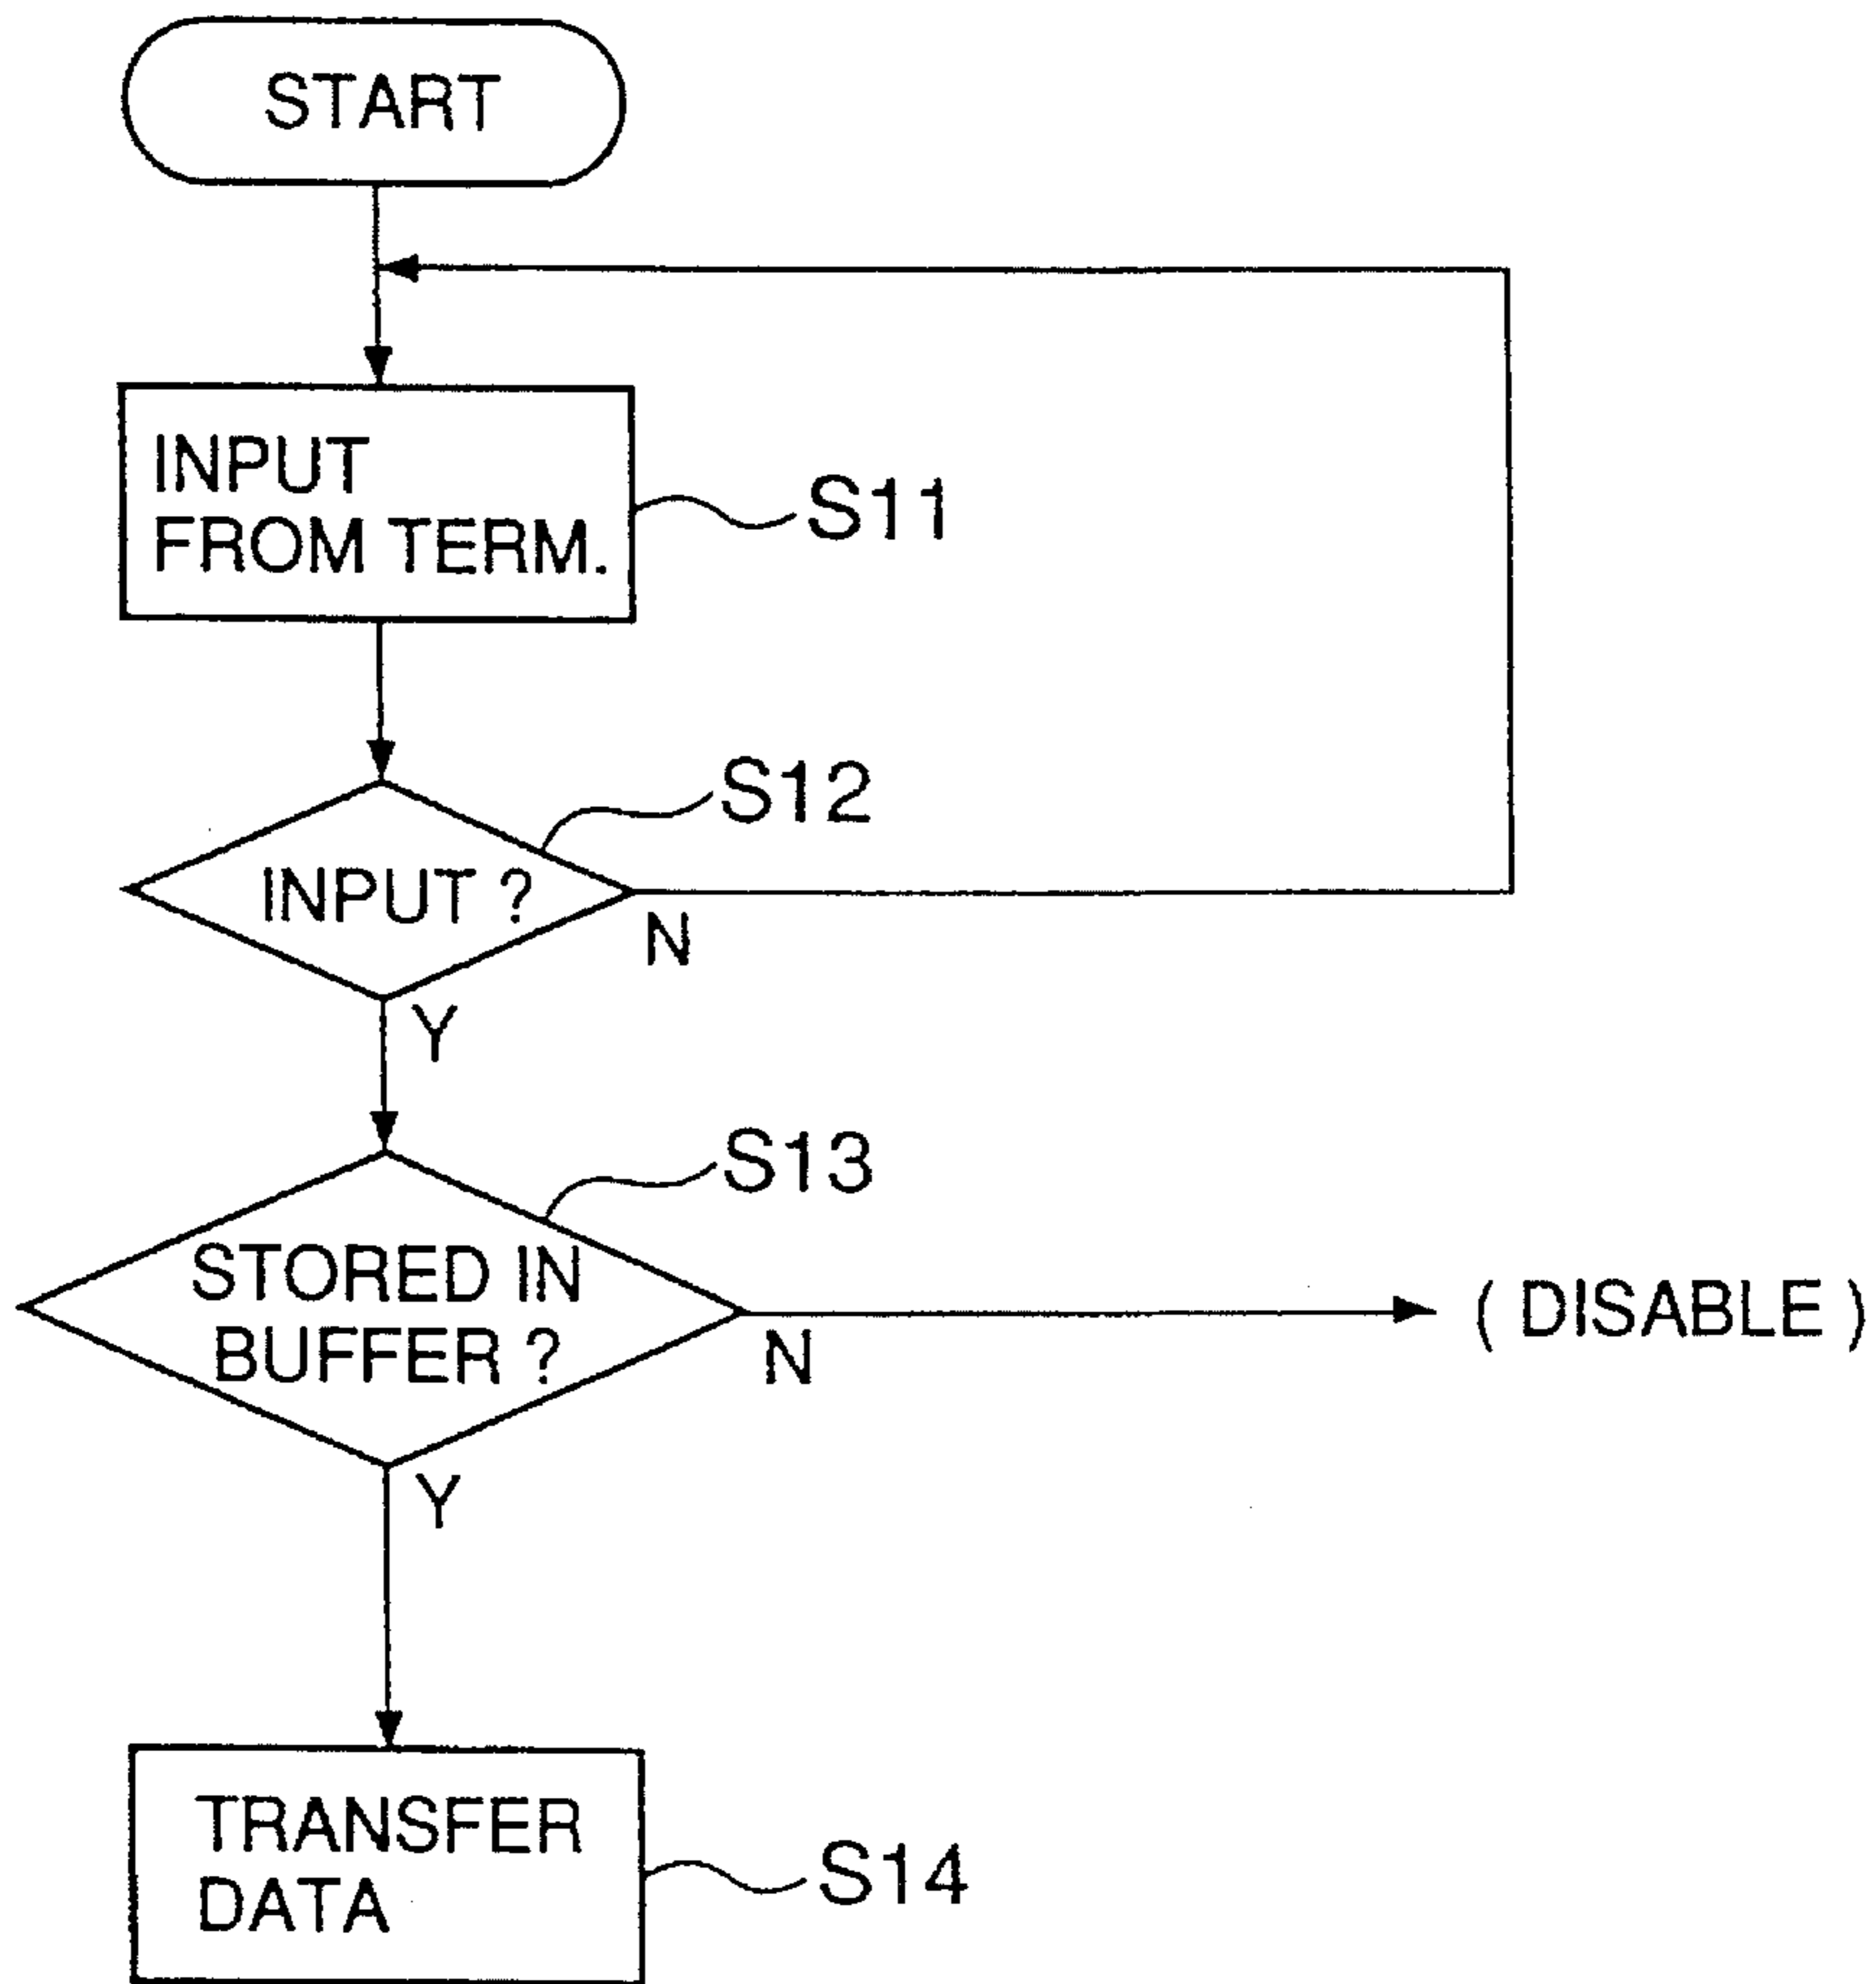 START
INPUT
FROM TERM.
S11
S12
INPUT ?
N
Y
S13
STORED IN
BUFFER ?
N
( DISABLE )
Y
TRANSFER
DATA
S14